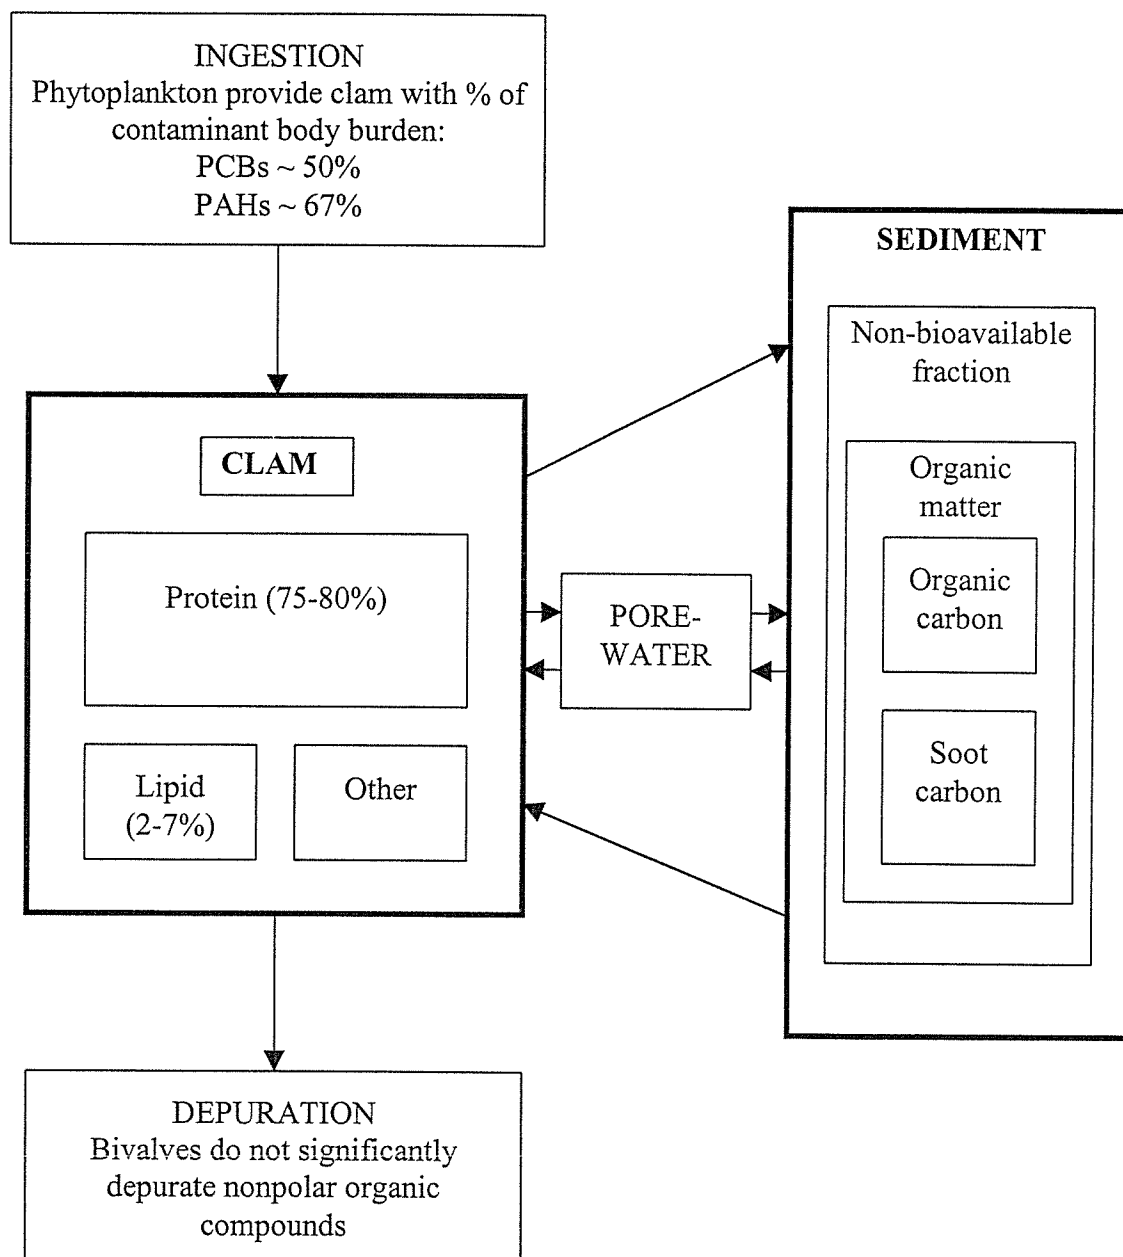 INGESTION
Phytoplankton provide clam with % of
contaminant body burden:
PCBs ~ 50%
PAHs ~ 67%
SEDIMENT
Non-bioavailable
fraction
Organic
matter
Organic
carbon
Soot
carbon
CLAM
Protein (75-80%)
Lipid
(2-7%)
Other
PORE-
WATER
DEPURATION
Bivalves do not significantly
depurate nonpolar organic
compounds